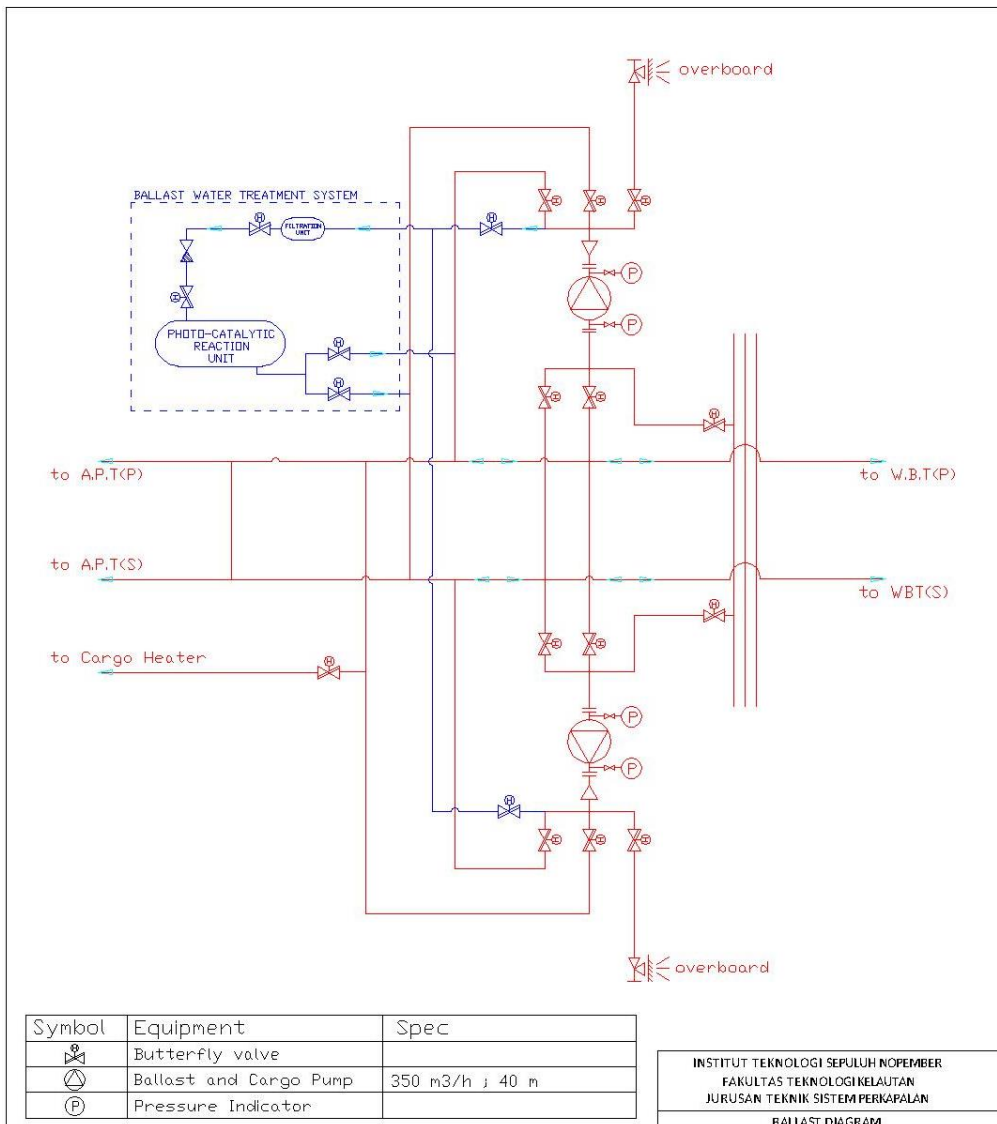 overboard
BALLAST WATER TREATMENT SYSTEM
H
H
FILTRATION
UNIT
H
H
H
H
P
H
P
PHOTO-CATALYTIC
REACTION
UNIT
H
H
H
H
H
to A.P.T(P)
to W.B.T(P)
to A.P.T(S)
to WBT(S)
H
H
H
to Cargo Heater
H
P
P
H
H
H
H
overboard
Symbol Equipment Spec
H Butterfly valve
Ballast and Cargo Pump 350 m3/h ; 40 m
P Pressure Indicator
INSTITUT TEKNOLOGI SEPULUH NOPEMBER
FAKULTAS TEKNOLOGI KELAUTAN
JURUSAN TEKNIK SISTEM PERKAPALAN
BALLAST DIAGRAM